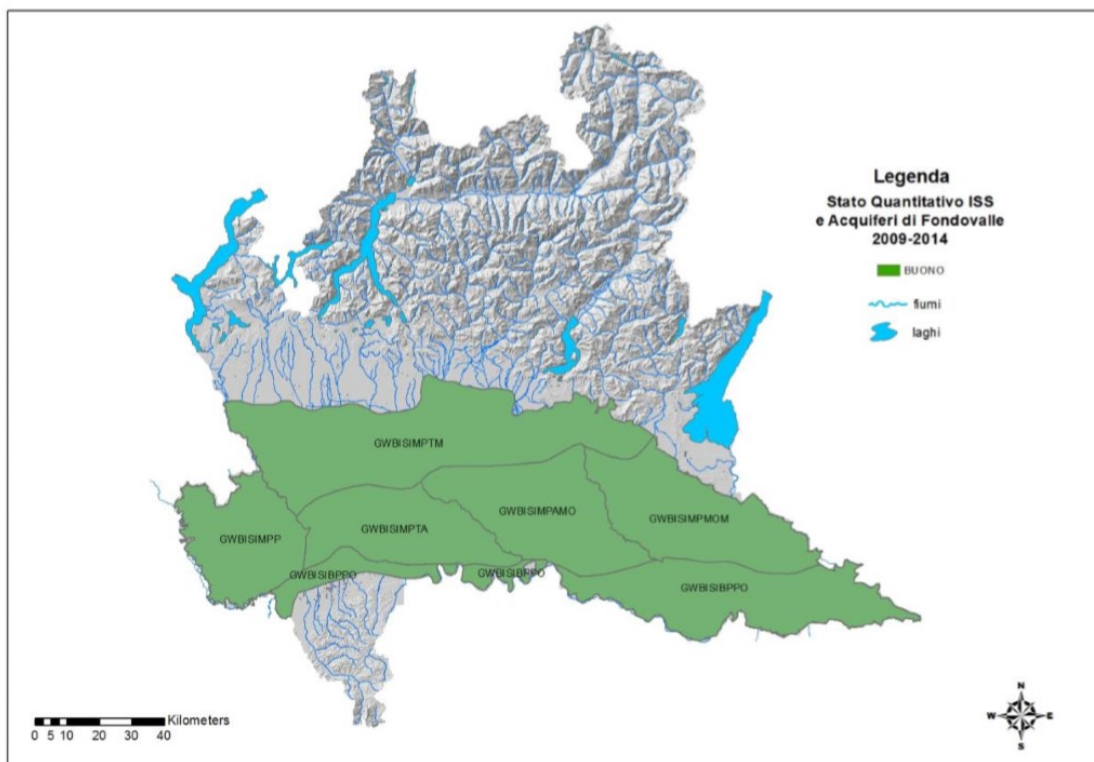 Legenda
Stato Quantitativo ISS
e Acquiferi di Fondovalle
2009-2014
BUONO
fiumi
laghi
GWBISIMPTM
GWBISIMPAMO
GWBISIMPMOM
GWBISIMPTA
GWBISIMPP
GWBISIBPPO
GWBISIBPPO
GWBISIBPPO
Kilometers
0 5 10 20 30 40
N
W E
S